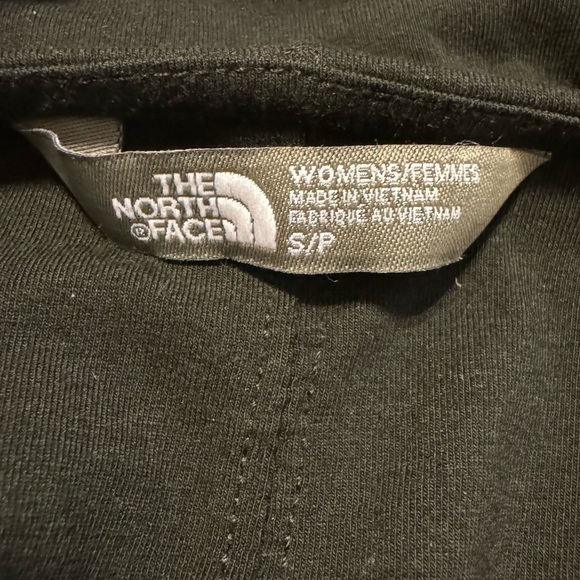 THE
NORTH
®FACE
WOMENS/FEMMES
MADE IN VIETNAM
FABRIQUE AU VIETNAM
S/P